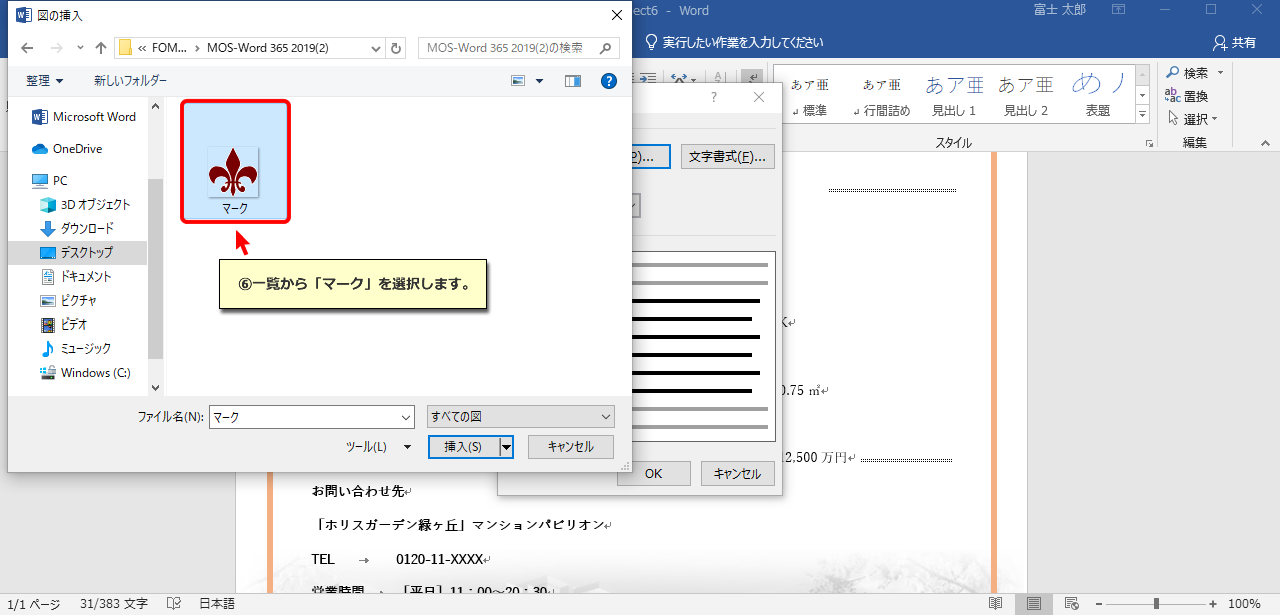 図の挿入
ect6 - Word
富士 太郎
« FOM... › MOS-Word 365 2019(2)
MOS-Word 365 2019(2)の検索
実行したい作業を入力してください
共有
整理
新しいフォルダー
Microsoft Word
OneDrive
PC
3D オブジェクト
ダウンロード
デスクトップ
ドキュメント
ピクチャ
ビデオ
ミュージック
Windows (C:)
マーク
⑥一覧から「マーク」を選択します。
ファイル名(N):
マーク
すべての図
ツール(L)
挿入(S)
キャンセル
?
P)...
文字書式(F)...
OK
キャンセル
あア亜
↲標準
あア亜
↲行間詰め
あア亜
見出し 1
あア亜
見出し 2
表題
スタイル
検索
置換
選択
編集
0.75 ㎡↵
2,500 万円↵
お問い合わせ先↵
「ホリスガーデン緑ヶ丘」マンションパビリオン↵
TEL → 0120-11-XXXX↵
営業時間 → [平日] 11：00～20：30↵
1/1 ページ
31/383 文字
日本語
100%